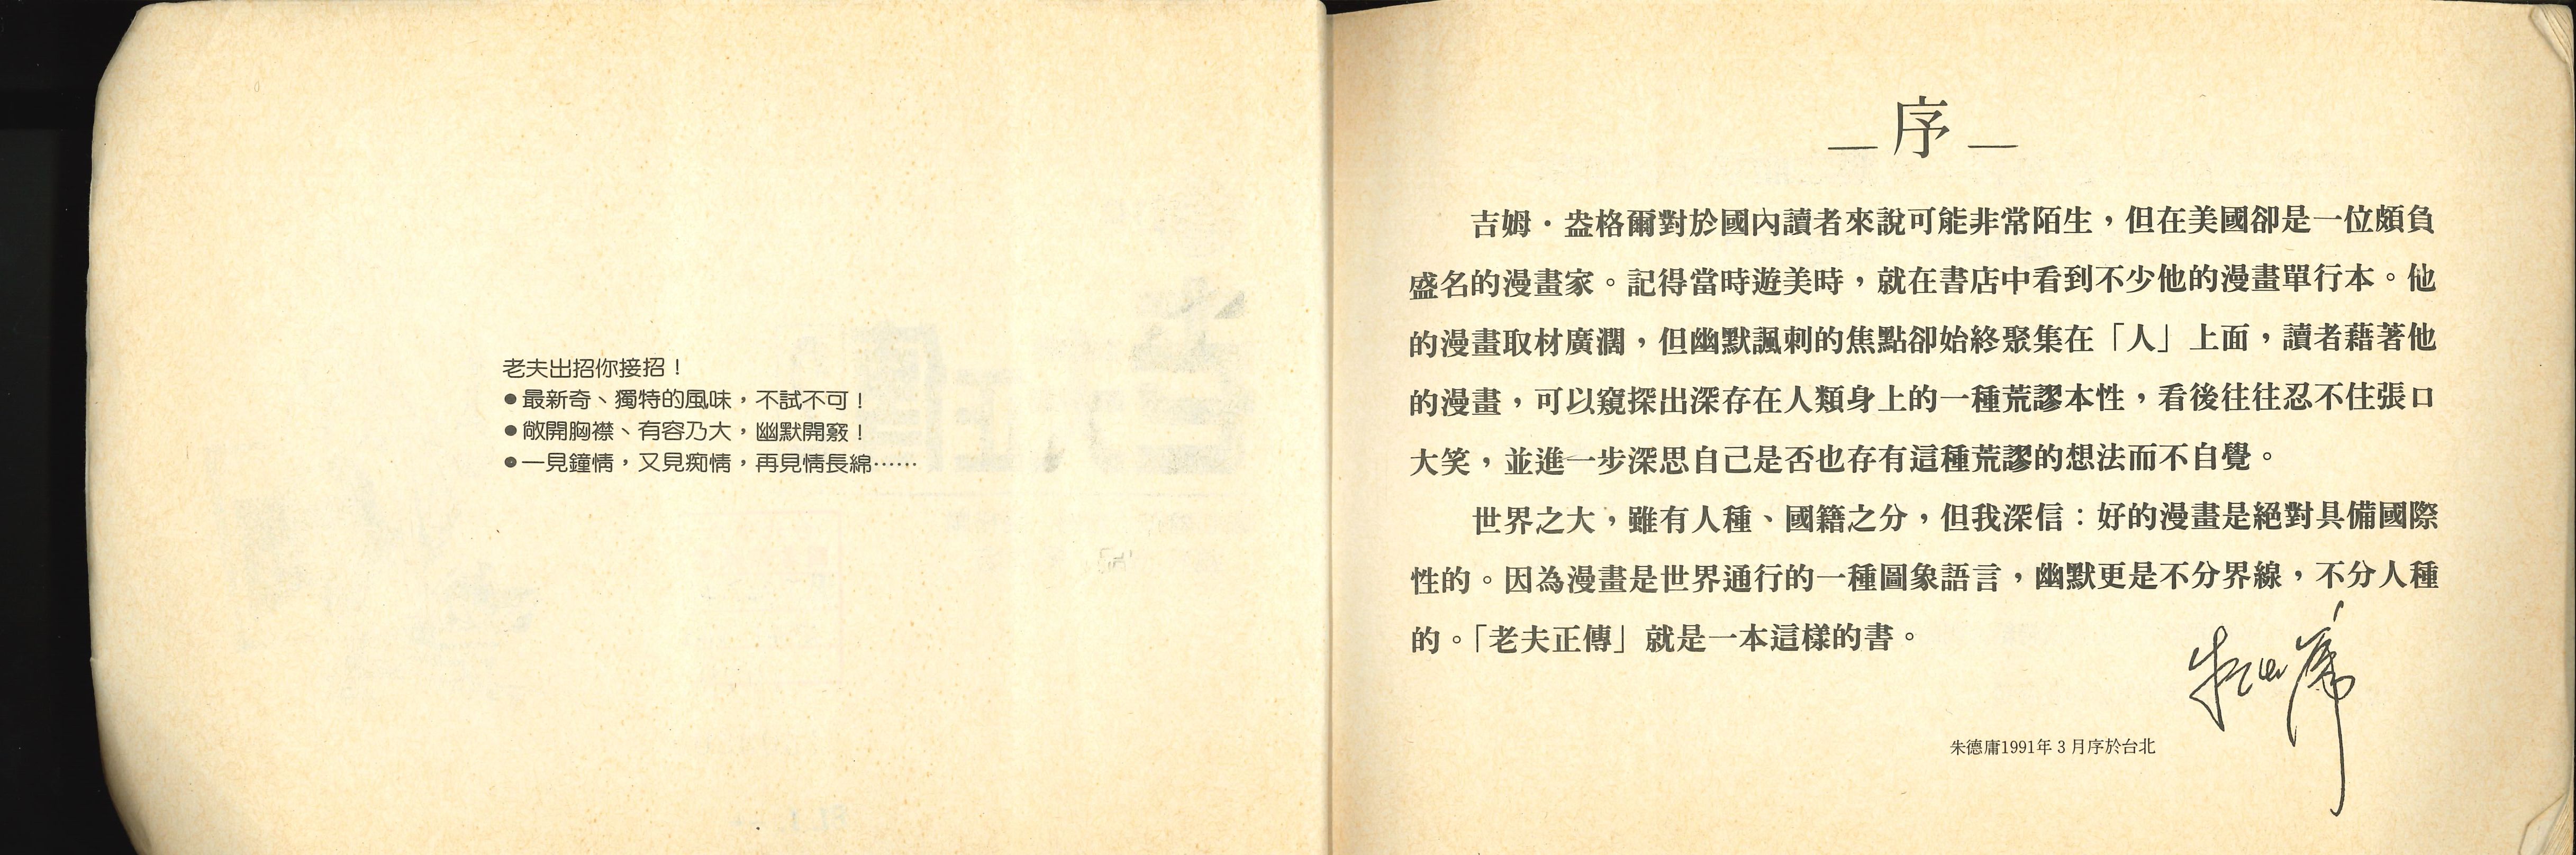 老夫出招你接招！
●最新奇、獨特的風味，不試不可！
●敞開胸襟、有容乃大，幽默開竅！
●一見鐘情，又見痴情，再見情長綿……
序
吉姆・盎格爾對於國內讀者來說可能非常陌生，但在美國卻是一位頗負
盛名的漫畫家。記得當時遊美時，就在書店中看到不少他的漫畫單行本。他
的漫畫取材廣濶，但幽默諷刺的焦點卻始終聚集在「人」上面，讀者藉著他
的漫畫，可以窺探出深存在人類身上的一種荒謬本性，看後往往忍不住張口
大笑，並進一步深思自己是否也存有這種荒謬的想法而不自覺。
世界之大，雖有人種、國籍之分，但我深信：好的漫畫是絕對具備國際
性的。因為漫畫是世界通行的一種圖象語言，幽默更是不分界線，不分人種
的。「老夫正傳」就是一本這樣的書。
朱德庸
朱德庸1991年3月序於台北